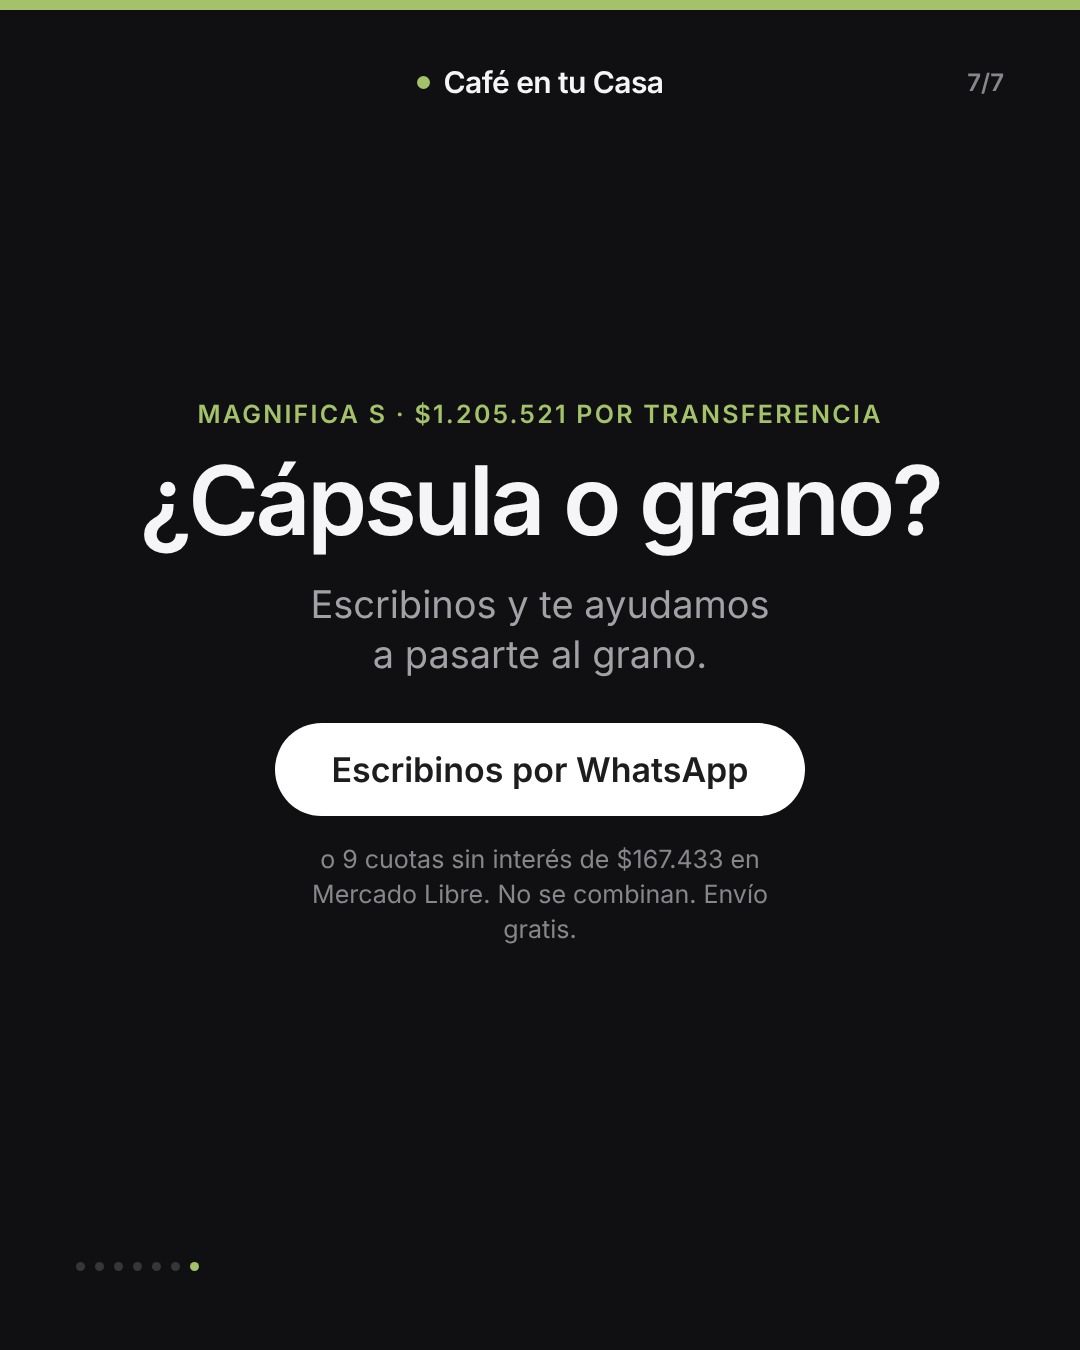 Café en tu Casa
7/7
MAGNIFICA S · $1.205.521 POR TRANSFERENCIA
¿Cápsula o grano?
Escribinos y te ayudamos
a pasarte al grano.
Escribinos por WhatsApp
o 9 cuotas sin interés de $167.433 en
Mercado Libre. No se combinan. Envío
gratis.